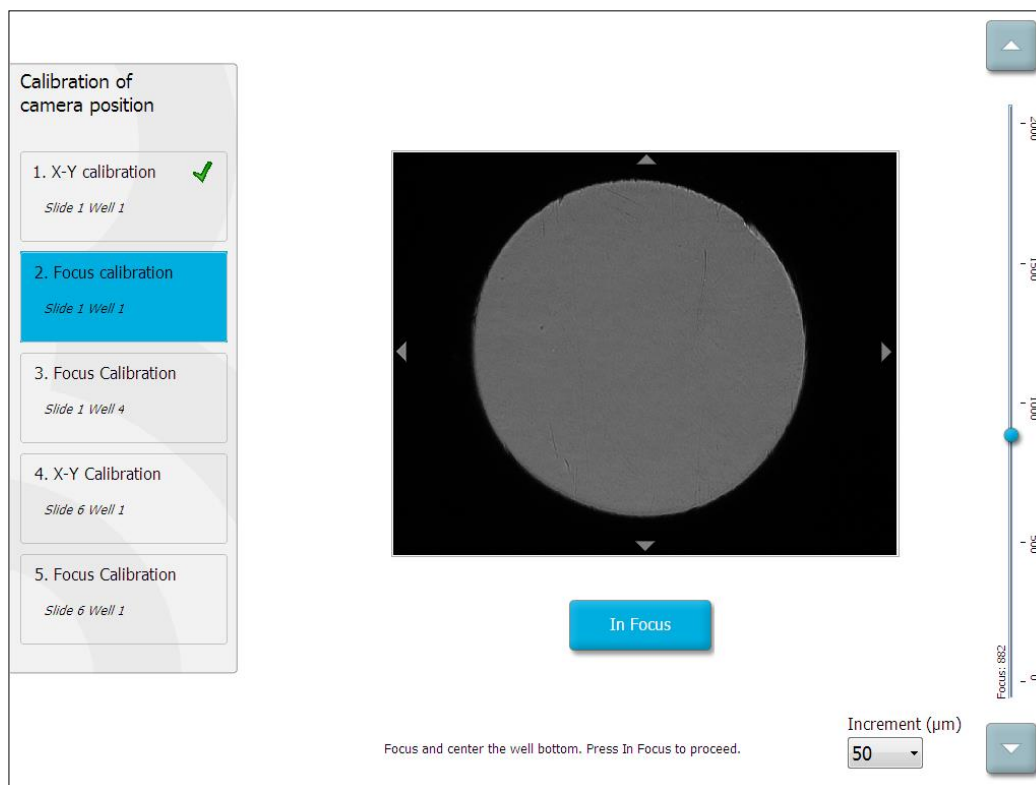 Calibration of
camera position
1. X-Y calibration
Slide 1 Well 1
2. Focus calibration
Slide 1 Well 1
3. Focus Calibration
Slide 1 Well 4
4. X-Y Calibration
Slide 6 Well 1
5. Focus Calibration
Slide 6 Well 1
In Focus
Focus and center the well bottom. Press In Focus to proceed.
Increment (µm)
50
2000
1500
1000
500
0
Focus: 882